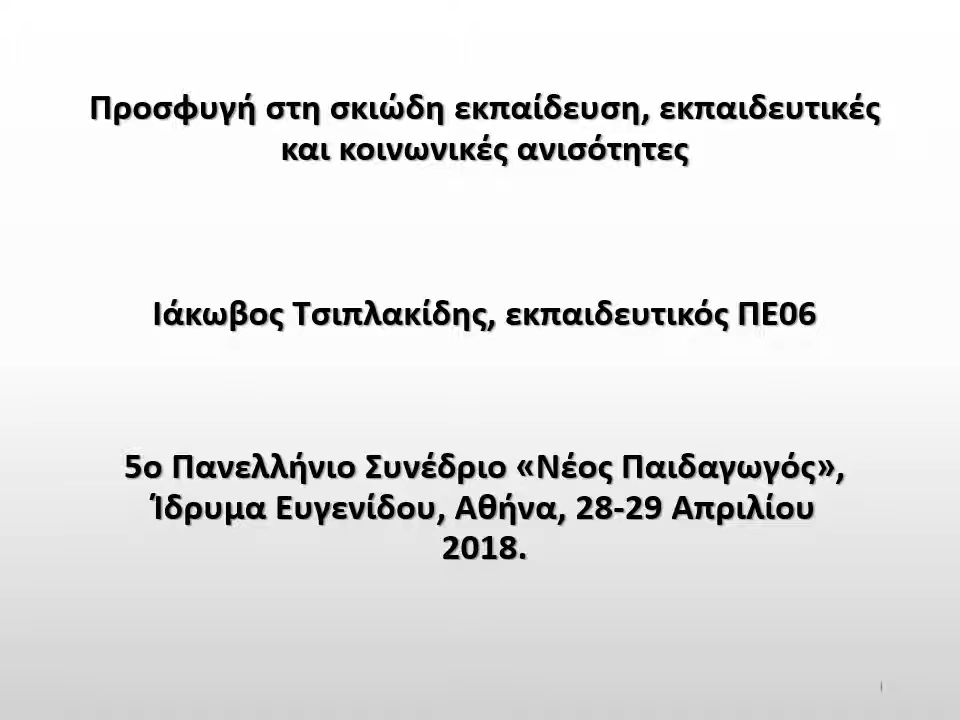 Προσφυγή στη σκιώδη εκπαίδευση, εκπαιδευτικές
και κοινωνικές ανισότητες
Ιάκωβος Τσιπλακίδης, εκπαιδευτικός ΠΕ06
5ο Πανελλήνιο Συνέδριο «Νέος Παιδαγωγός»,
Ίδρυμα Ευγενίδου, Αθήνα, 28-29 Απριλίου
2018.